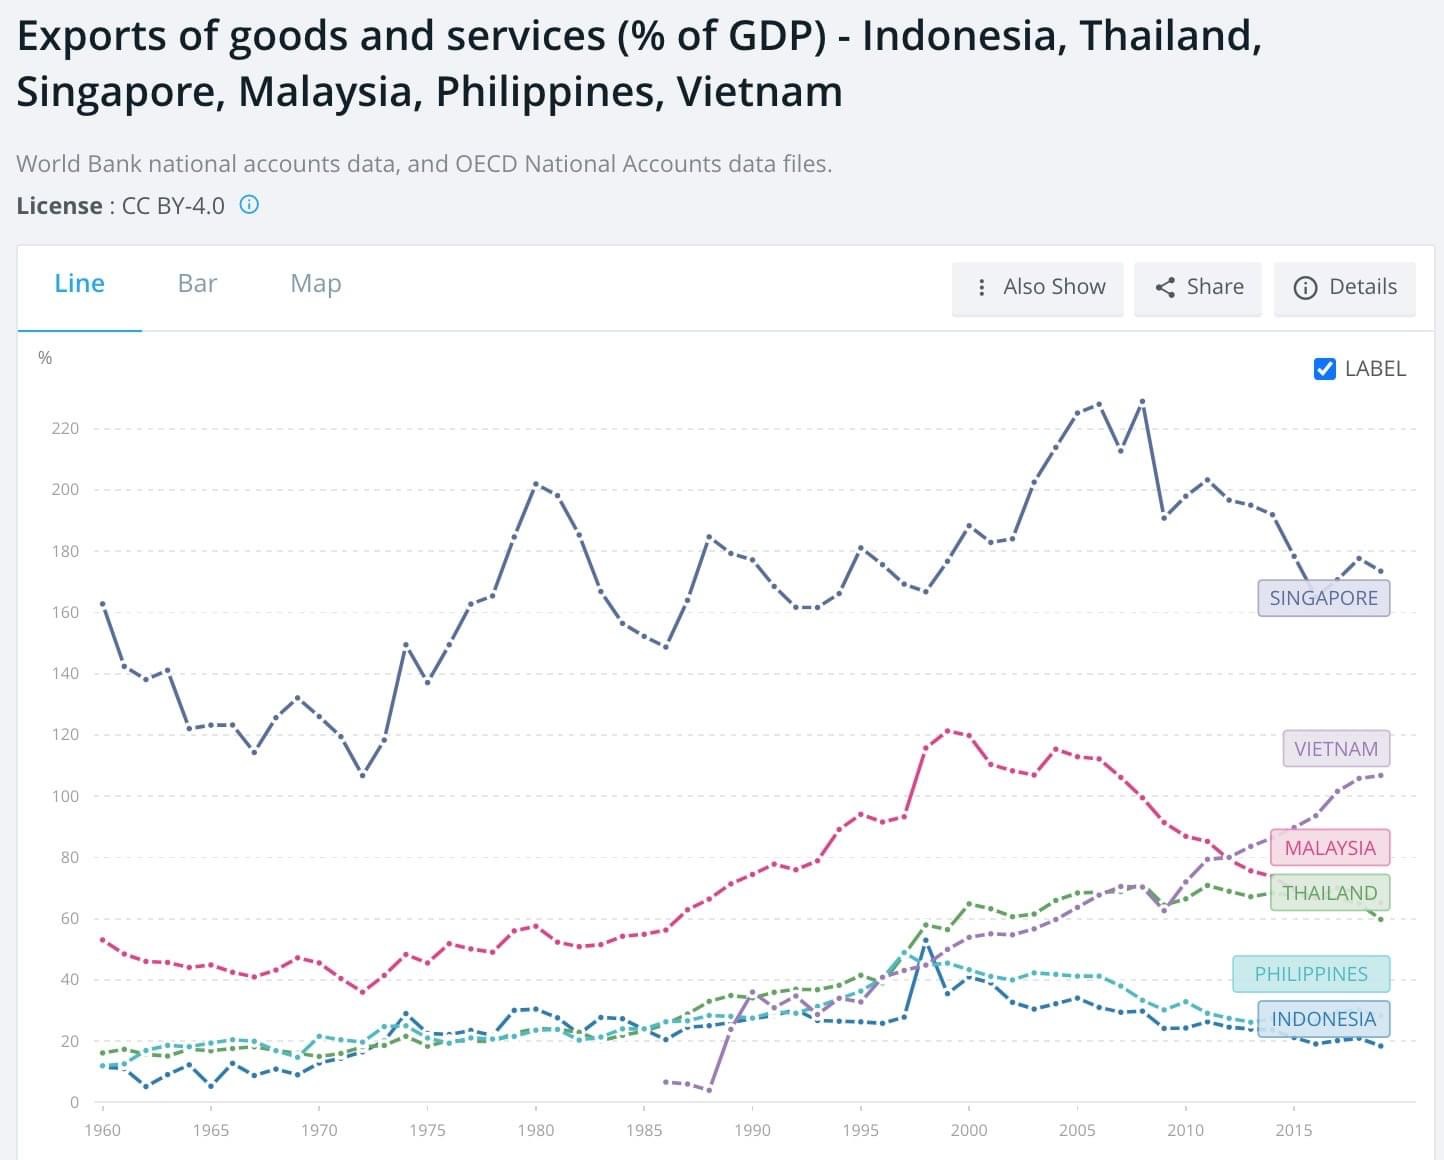 Exports of goods and services (% of GDP) - Indonesia, Thailand,
Singapore, Malaysia, Philippines, Vietnam
World Bank national accounts data, and OECD National Accounts data files.
License : CC BY-4.0
Line Bar Map Also Show Share Details
%
LABEL
220
200
180
160
140
120
100
80
60
40
20
0
SINGAPORE
VIETNAM
MALAYSIA
THAILAND
PHILIPPINES
INDONESIA
1960 1965 1970 1975 1980 1985 1990 1995 2000 2005 2010 2015